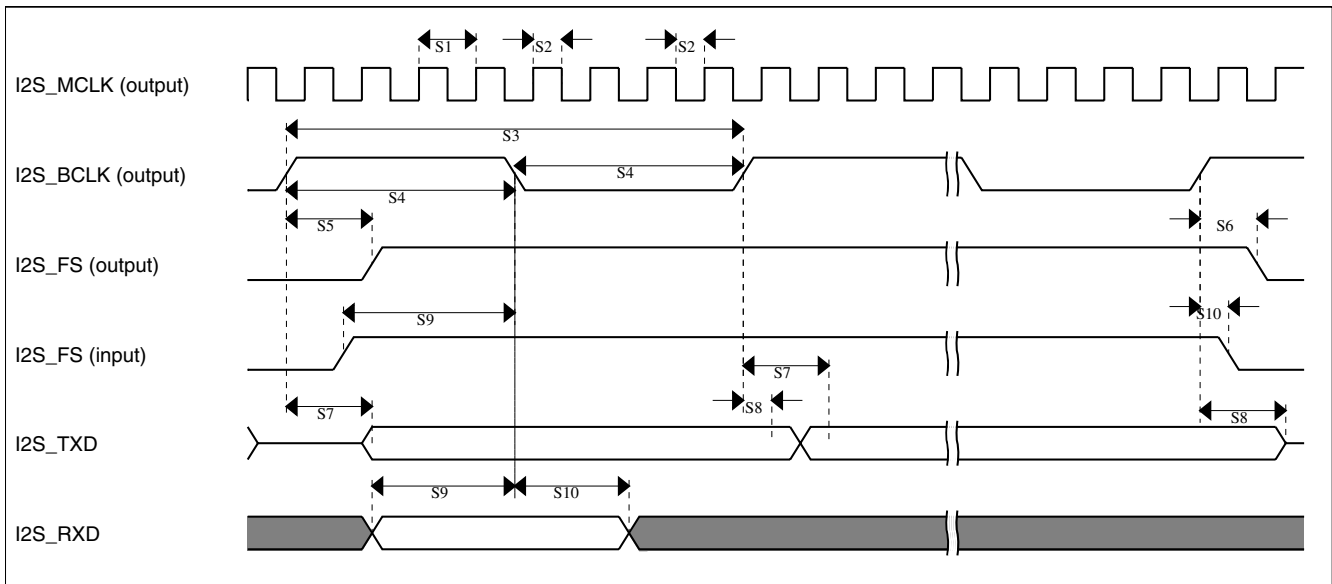 S1 S2 S2
I2S_MCLK (output)
S3
I2S_BCLK (output)
S4
S4
S5 S6
I2S_FS (output)
S9 S10
I2S_FS (input)
S7
S7 S8 S8
I2S_TXD
S9 S10
I2S_RXD